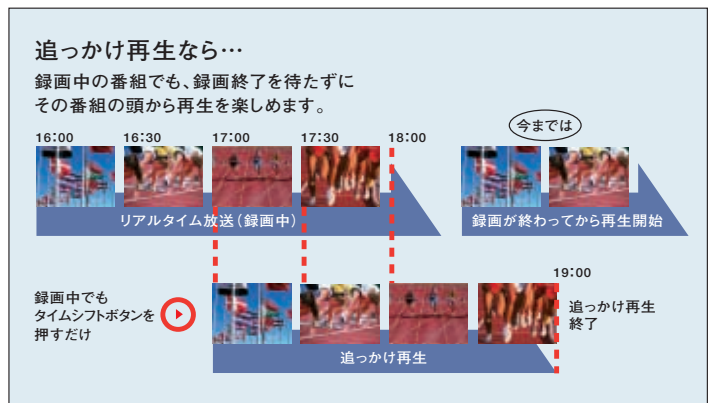 追っかけ再生なら…
録画中の番組でも、録画終了を待たずに
その番組の頭から再生を楽しめます。
16:00
16:30
17:00
17:30
18:00
リアルタイム放送（録画中）
今までは
録画が終わってから再生開始
録画中でも
タイムシフトボタンを
押すだけ
19:00
追っかけ再生
終了
追っかけ再生